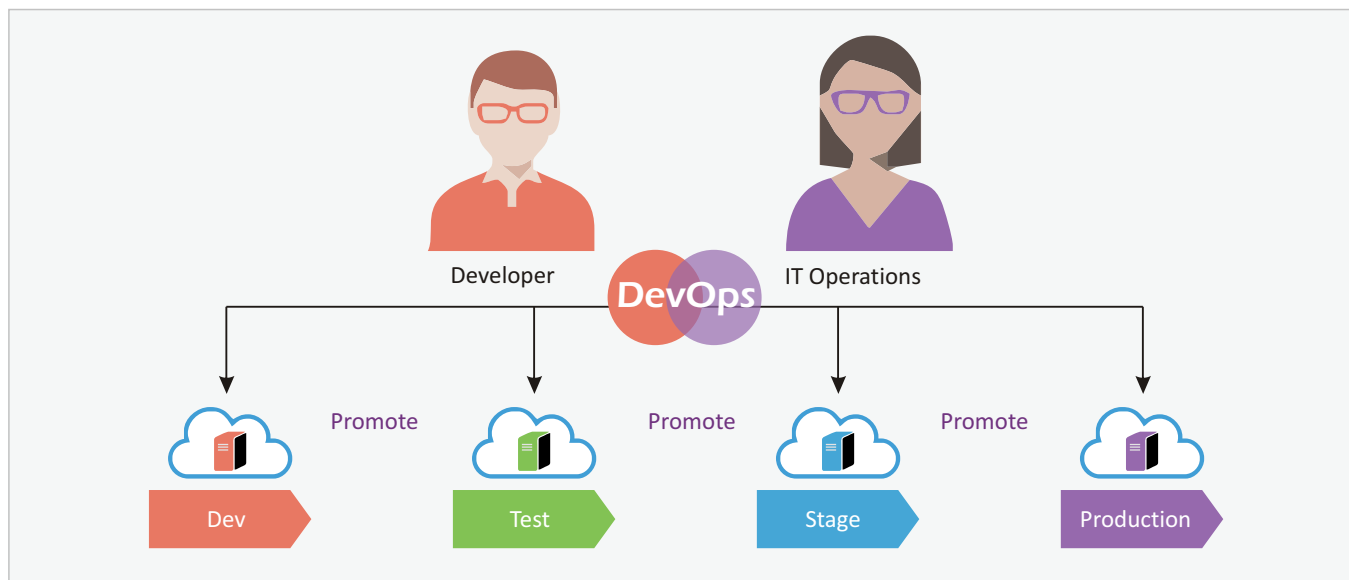 Developer
IT Operations
DevOps
Promote
Promote
Promote
Dev
Test
Stage
Production